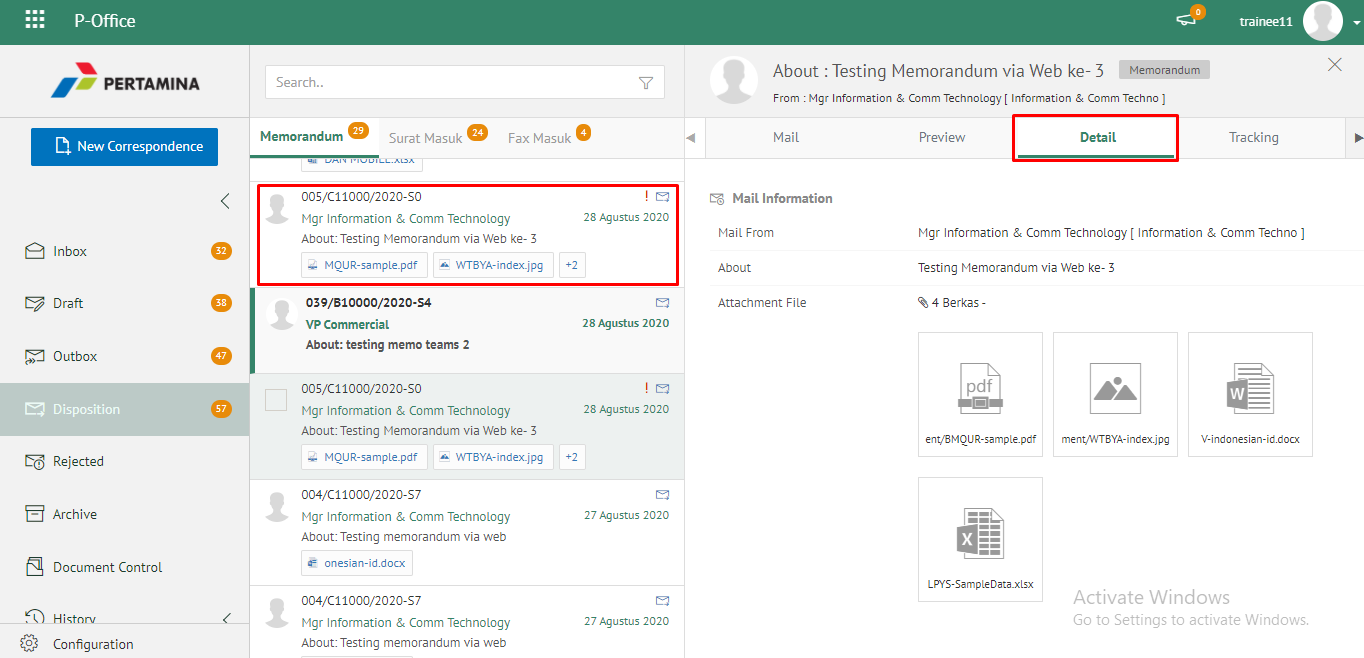 P-Office
0
trainee11
PERTAMINA
New Correspondence
Inbox 32
Draft 38
Outbox 47
Disposition 57
Rejected
Archive
Document Control
History
Configuration
Search..
Memorandum 29 Surat Masuk 24 Fax Masuk 4
DAN MOBILE.xlsx
005/C11000/2020-S0 !
Mgr Information & Comm Technology 28 Agustus 2020
About: Testing Memorandum via Web ke- 3
MQUR-sample.pdf WTBYA-index.jpg +2
039/B10000/2020-S4
VP Commercial 28 Agustus 2020
About: testing memo teams 2
005/C11000/2020-S0 !
Mgr Information & Comm Technology 28 Agustus 2020
About: Testing Memorandum via Web ke- 3
MQUR-sample.pdf WTBYA-index.jpg +2
004/C11000/2020-S7
Mgr Information & Comm Technology 27 Agustus 2020
About: Testing memorandum via web
onesian-id.docx
004/C11000/2020-S7
Mgr Information & Comm Technology 27 Agustus 2020
About: Testing memorandum via web
About : Testing Memorandum via Web ke- 3 Memorandum
From : Mgr Information & Comm Technology [ Information & Comm Techno ]
Mail Preview Detail Tracking
Mail Information
Mail From Mgr Information & Comm Technology [ Information & Comm Techno ]
About Testing Memorandum via Web ke- 3
Attachment File 4 Berkas -
pdf
W
ent/BMQUR-sample.pdf ment/WTBYA-index.jpg V-indonesian-id.docx
X
LPYS-SampleData.xlsx
Activate Windows
Go to Settings to activate Windows.